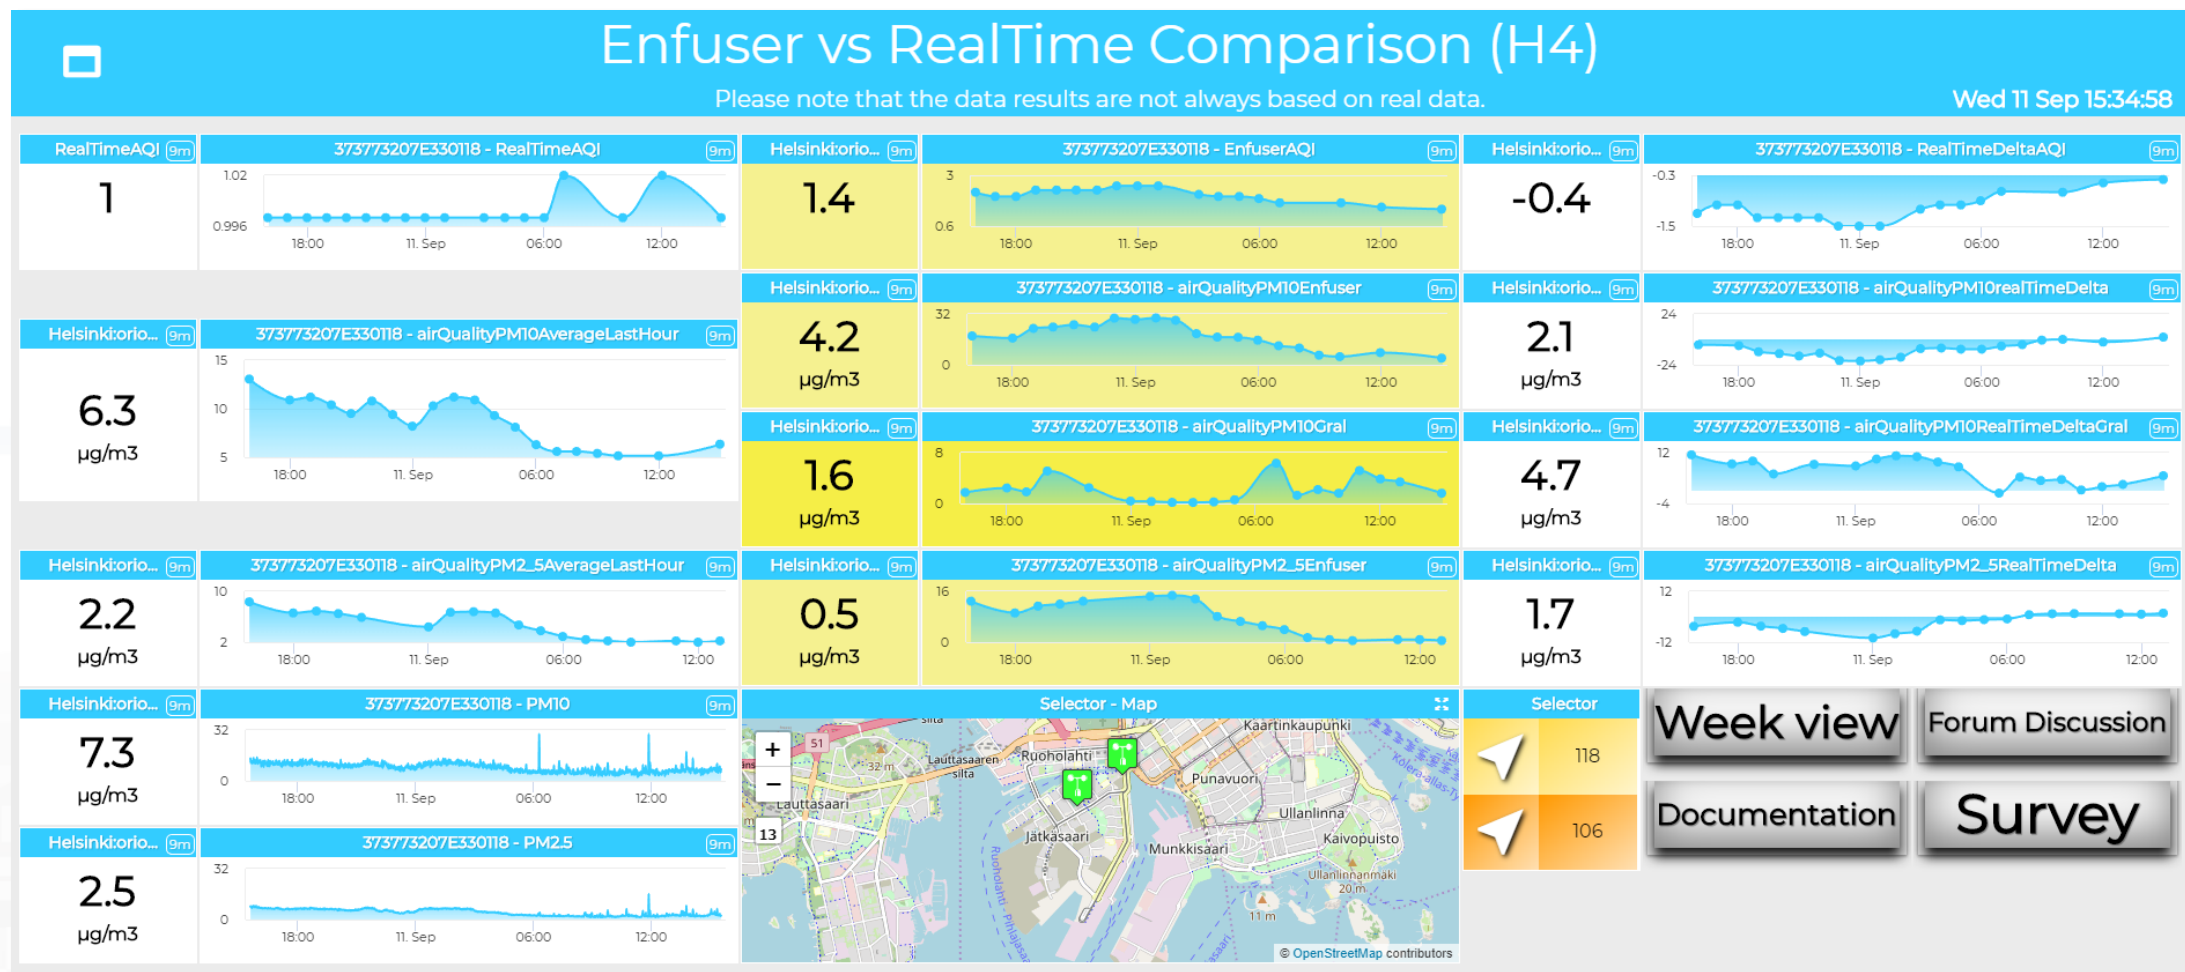 Enfuser vs RealTime Comparison (H4)
Please note that the data results are not always based on real data.
Wed 11 Sep 15:34:58
RealTimeAQI 9m
1
373773207E330118 - RealTimeAQI 9m
1.02
0.996
18:00 11. Sep 06:00 12:00
Helsinki:orio... 9m
1.4
373773207E330118 - EnfuserAQI 9m
3
0.6
18:00 11. Sep 06:00 12:00
Helsinki:orio... 9m
-0.4
373773207E330118 - RealTimeDeltaAQI 9m
-0.3
-1.5
18:00 11. Sep 06:00 12:00
Helsinki:orio... 9m
6.3
µg/m3
373773207E330118 - airQualityPM10AverageLastHour 9m
15
10
5
18:00 11. Sep 06:00 12:00
Helsinki:orio... 9m
4.2
µg/m3
373773207E330118 - airQualityPM10Enfuser 9m
32
0
18:00 11. Sep 06:00 12:00
Helsinki:orio... 9m
2.1
µg/m3
373773207E330118 - airQualityPM10realTimeDelta 9m
24
-24
18:00 11. Sep 06:00 12:00
Helsinki:orio... 9m
1.6
µg/m3
373773207E330118 - airQualityPM10Gral 9m
8
0
18:00 11. Sep 06:00 12:00
Helsinki:orio... 9m
4.7
µg/m3
373773207E330118 - airQualityPM10RealTimeDeltaGral 9m
12
-4
18:00 11. Sep 06:00 12:00
Helsinki:orio... 9m
2.2
µg/m3
373773207E330118 - airQualityPM2_5AverageLastHour 9m
10
2
18:00 11. Sep 06:00 12:00
Helsinki:orio... 9m
0.5
µg/m3
373773207E330118 - airQualityPM2_5Enfuser 9m
16
0
18:00 11. Sep 06:00 12:00
Helsinki:orio... 9m
1.7
µg/m3
373773207E330118 - airQualityPM2_5RealTimeDelta 9m
12
-12
18:00 11. Sep 06:00 12:00
Helsinki:orio... 9m
7.3
µg/m3
373773207E330118 - PM10 9m
32
0
18:00 11. Sep 06:00 12:00
Helsinki:orio... 9m
2.5
µg/m3
373773207E330118 - PM2.5 9m
32
0
18:00 11. Sep 06:00 12:00
Selector - Map
+
−
13
silta
51
Kaartinkaupunki
32 m
Lauttasaaren
silta
Ruoholahti
Punavuori
Lauttasaari
Ullanlinna
Jätkäsaari
Munkkisaari
Kaivopuisto
Ullanlinnanmäki
20 m
11 m
© OpenStreetMap contributors
Selector
118
106
Week view
Forum Discussion
Documentation
Survey